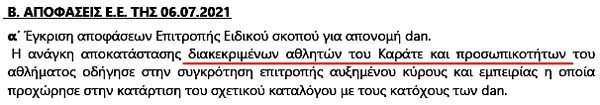 Β. ΑΠΟΦΑΣΕΙΣ Ε.Ε. ΤΗΣ 06.07.2021
α΄ Έγκριση αποφάσεων Επιτροπής Ειδικού σκοπού για απονομή dan.
Η ανάγκη αποκατάστασης διακεκριμένων αθλητών του Καράτε και προσωπικοτήτων του
αθλήματος οδήγησε στην συγκρότηση επιτροπής αυξημένου κύρους και εμπειρίας η οποία
προχώρησε στην κατάρτιση του σχετικού καταλόγου με τους κατόχους των dan.